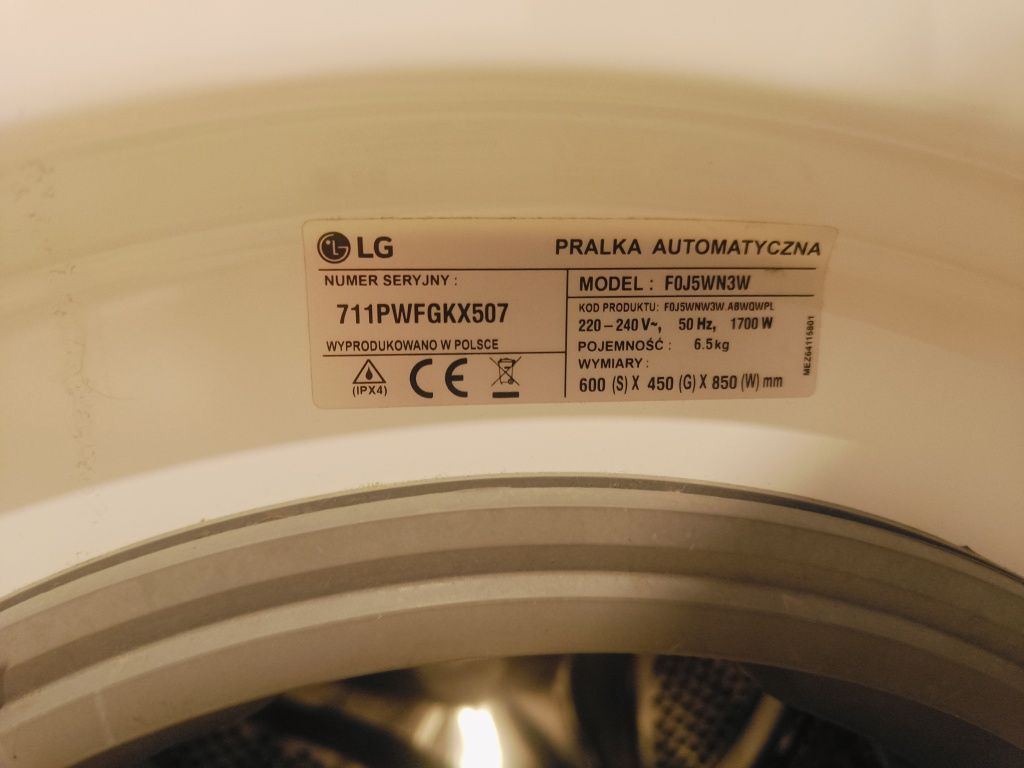 LG
PRALKA AUTOMATYCZNA
NUMER SERYJNY :
711PWFGKX507
WYPRODUKOWANO W POLSCE
(IPX4)
CE
MODEL : F0J5WN3W
KOD PRODUKTU: F0J5WNW3W.ABWQWPL
220 – 240 V~, 50 Hz, 1700 W
POJEMNOŚĆ : 6.5kg
WYMIARY :
600 (S) X 450 (G) X 850 (W) mm
MEZ64115801